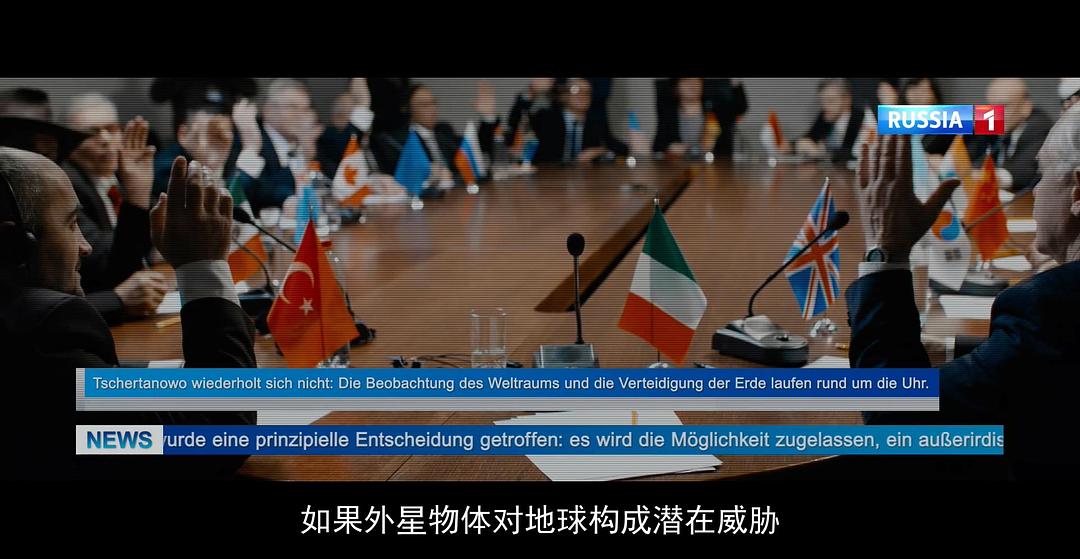 RUSSIA 1
Tschertanowo wiederholt sich nicht: Die Beobachtung des Weltraums und die Verteidigung der Erde laufen rund um die Uhr.
NEWS
wurde eine prinzipielle Entscheidung getroffen: es wird die Möglichkeit zugelassen, ein außerirdis
如果外星物体对地球构成潜在威胁